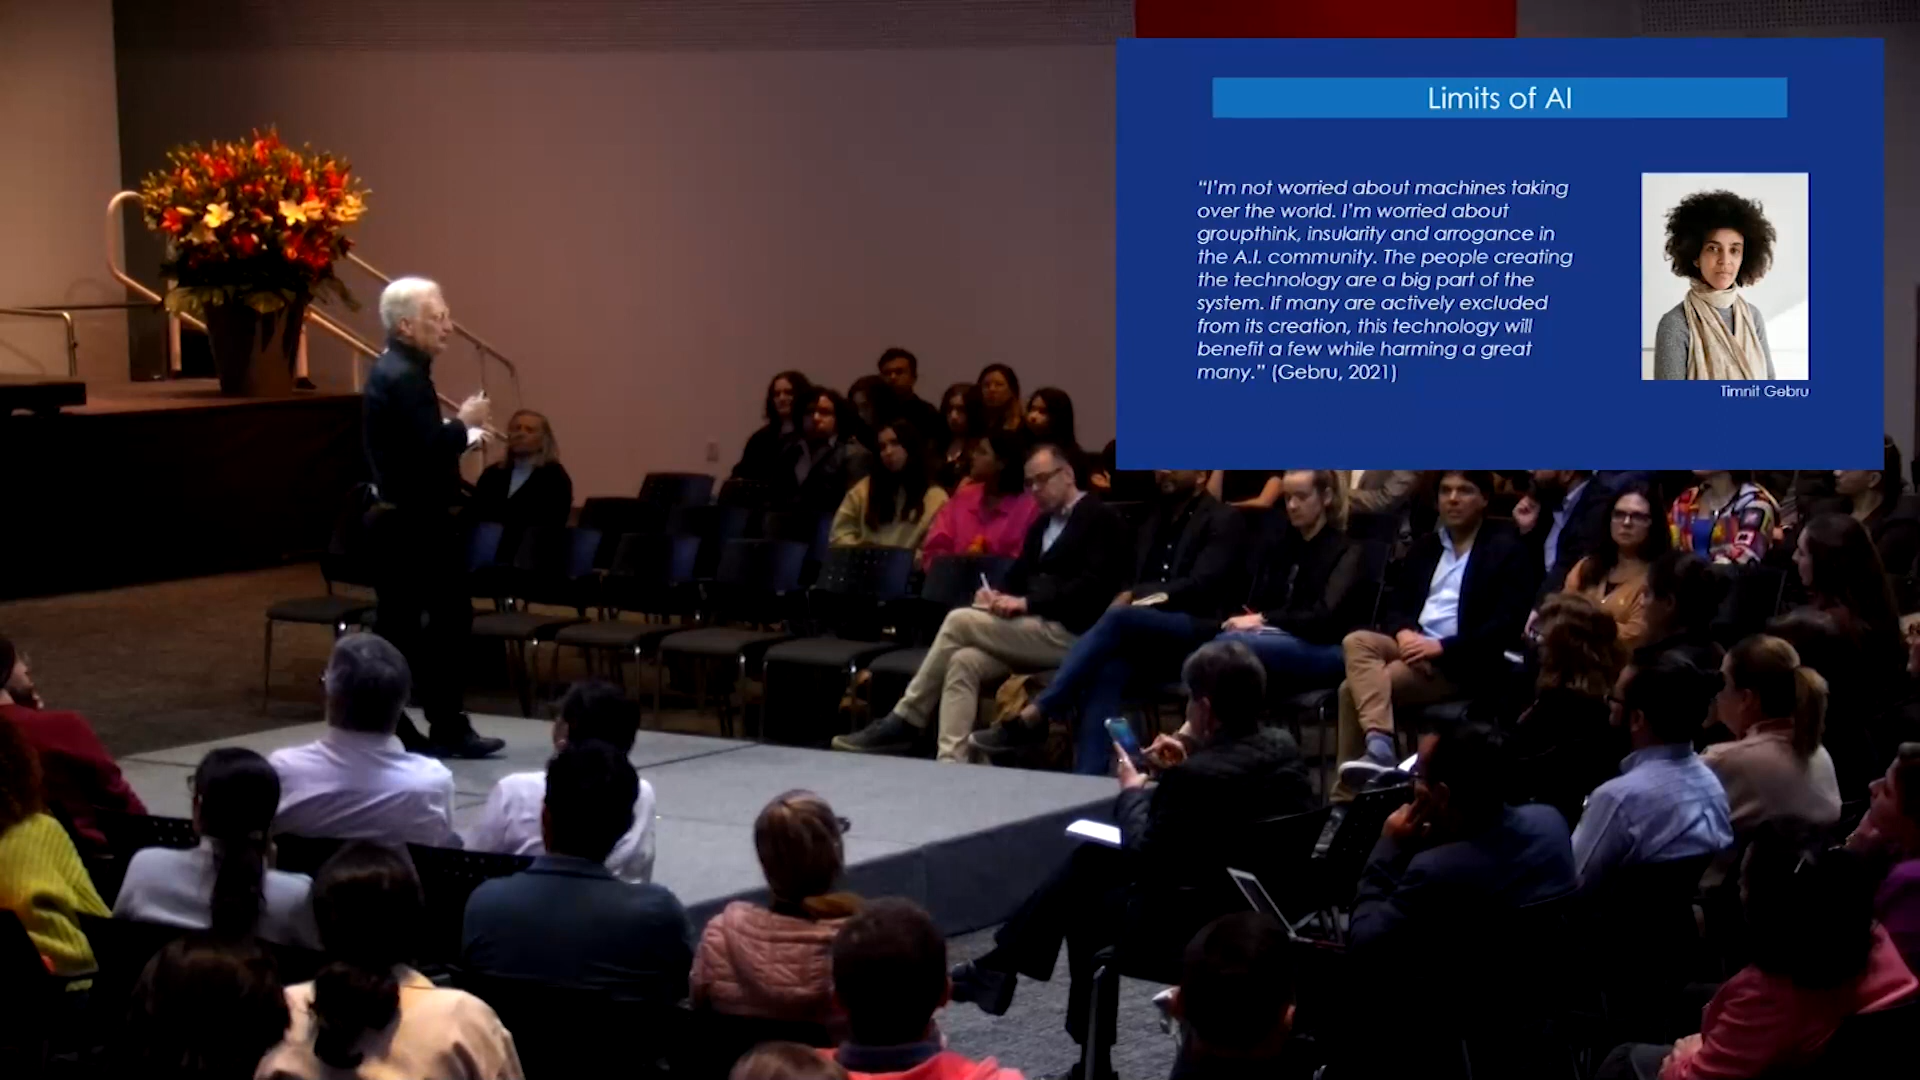 Limits of AI
“I’m not worried about machines taking
over the world. I’m worried about
groupthink, insularity and arrogance in
the A.I. community. The people creating
the technology are a big part of the
system. If many are actively excluded
from its creation, this technology will
benefit a few while harming a great
many.” (Gebru, 2021)
Timnit Gebru